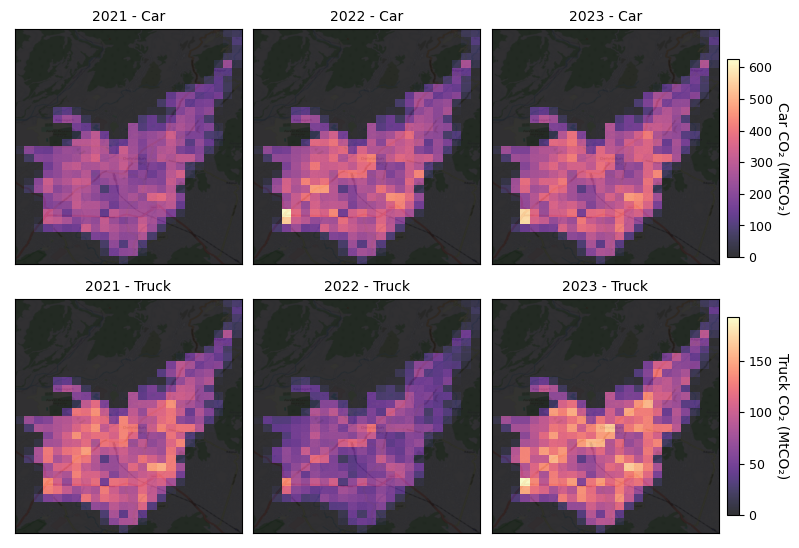 2021 - Car
2022 - Car
2023 - Car
600
500
400
300
200
100
0
Car CO₂ (MtCO₂)
2021 - Truck
2022 - Truck
2023 - Truck
150
100
50
0
Truck CO₂ (MtCO₂)